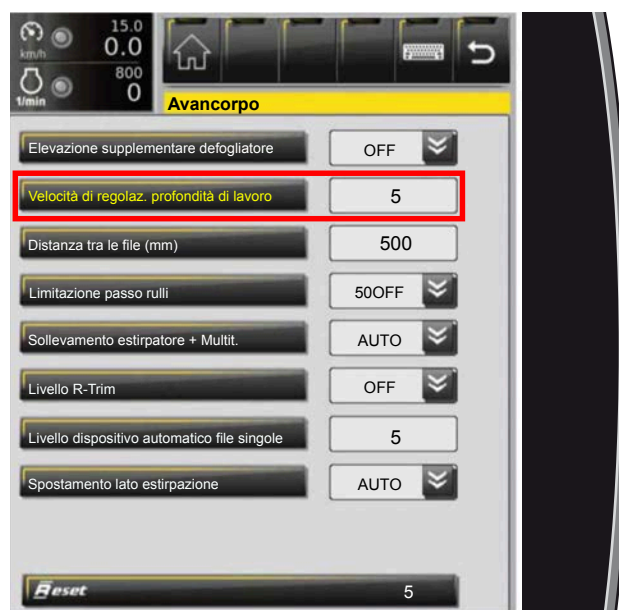 15.0
km/h 0.0
800
1/min 0
Avancorpo
Elevazione supplementare defogliatore OFF
Velocità di regolaz. profondità di lavoro 5
Distanza tra le file (mm) 500
Limitazione passo rulli 50OFF
Sollevamento estirpatore + Multit. AUTO
Livello R-Trim OFF
Livello dispositivo automatico file singole 5
Spostamento lato estirpazione AUTO
Reset 5